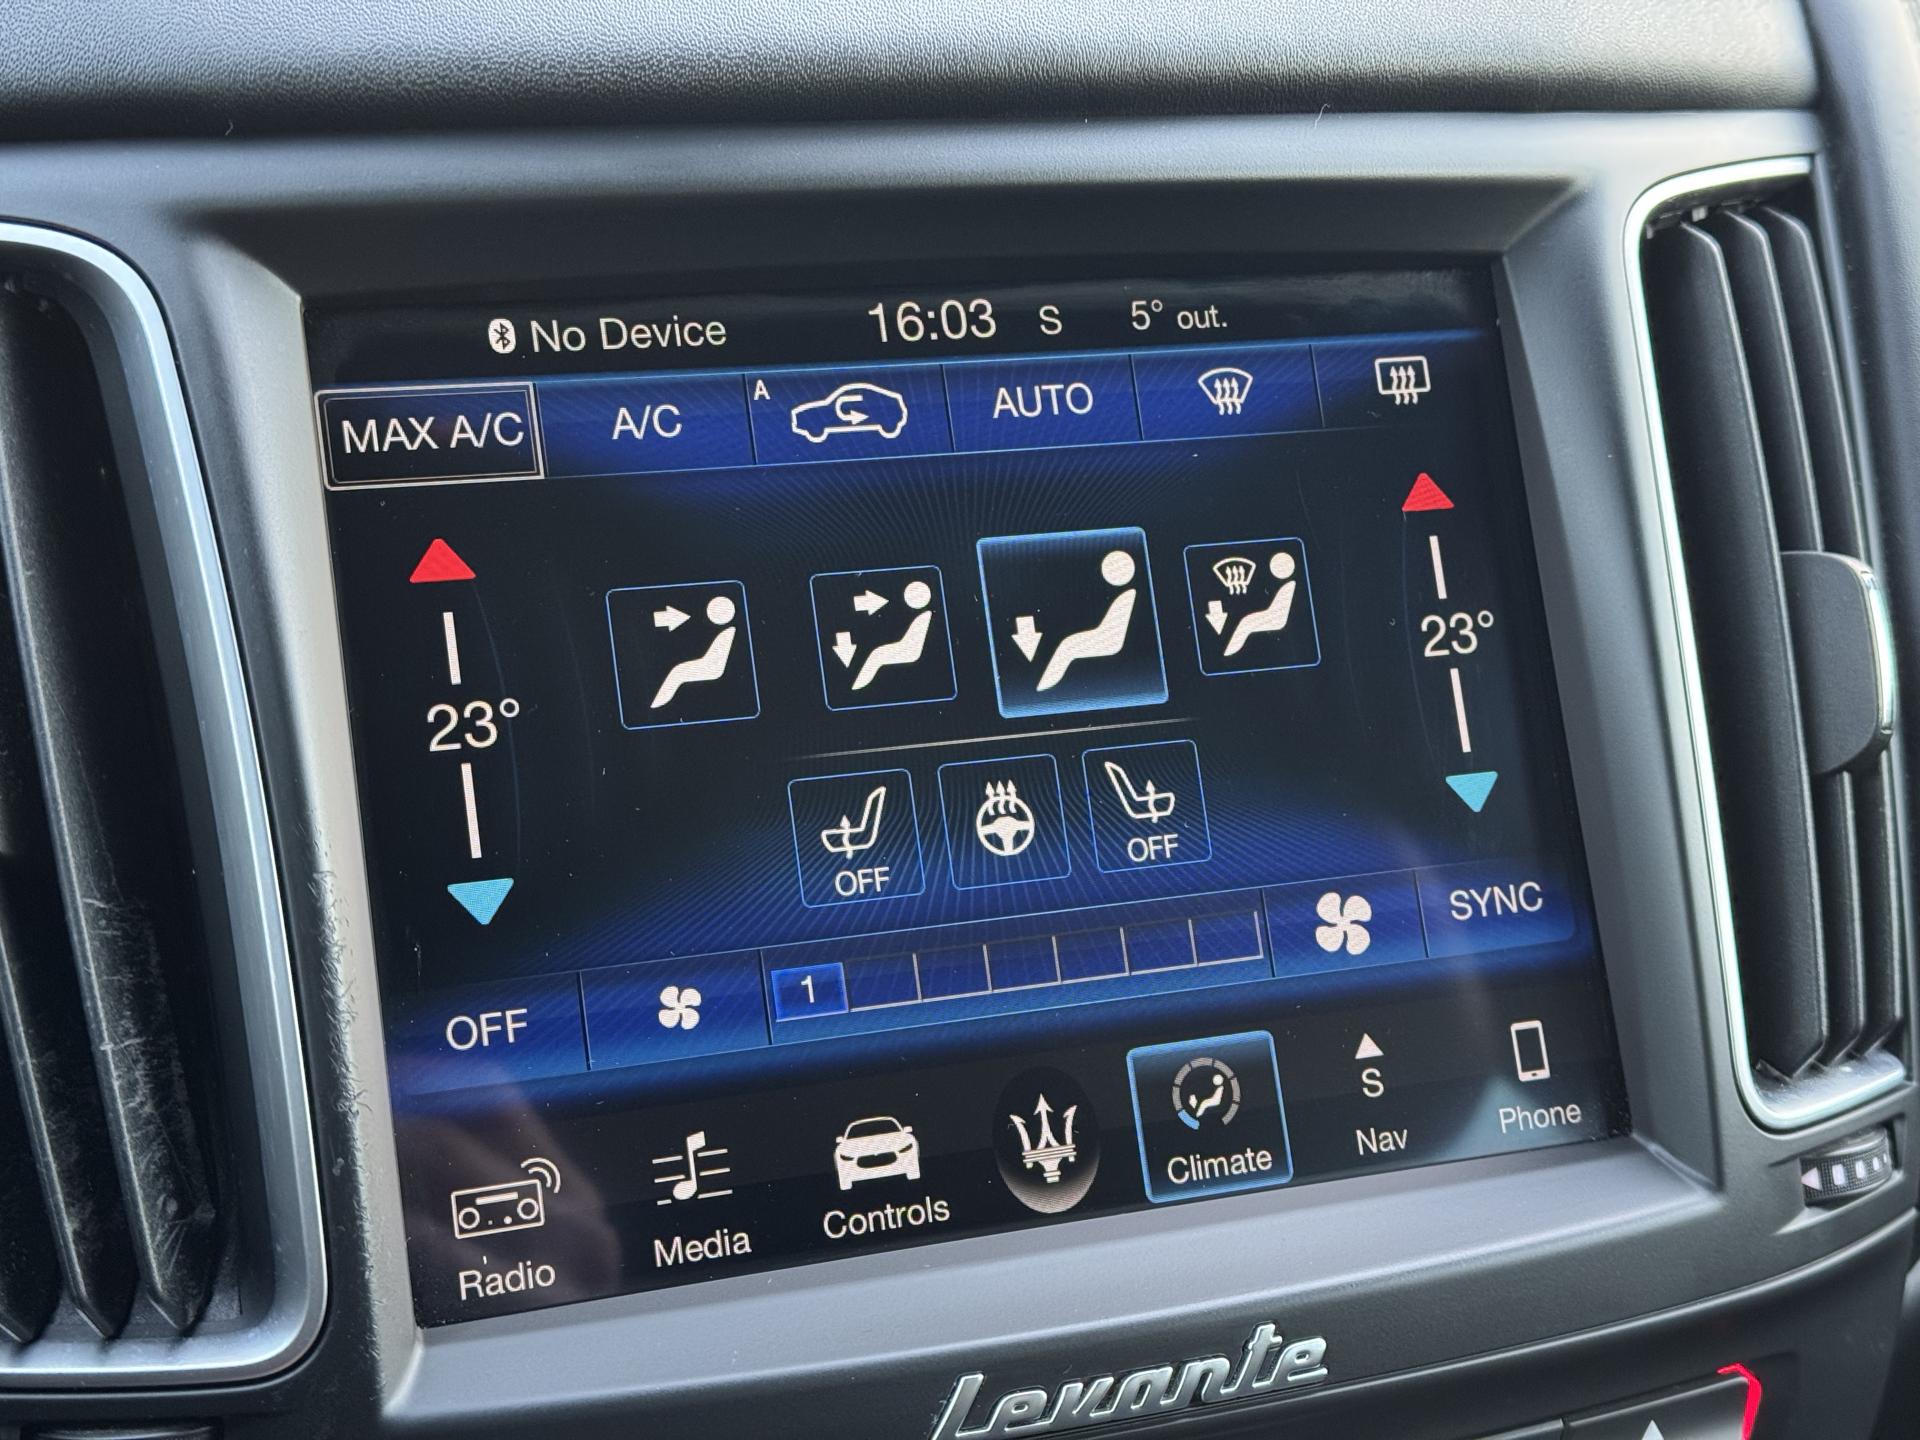 No Device 16:03 S 5° out.
MAX A/C A/C A AUTO
23° 23°
OFF OFF
OFF 1 SYNC
S
Radio Media Controls Climate Nav Phone
Levante